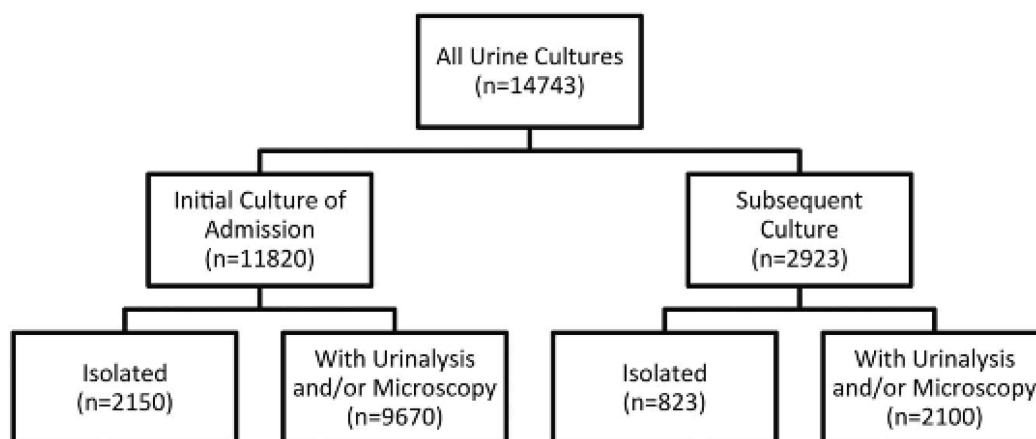 All Urine Cultures
(n=14743)
Initial Culture of
Admission
(n=11820)
Subsequent
Culture
(n=2923)
Isolated
(n=2150)
With Urinalysis
and/or Microscopy
(n=9670)
Isolated
(n=823)
With Urinalysis
and/or Microscopy
(n=2100)